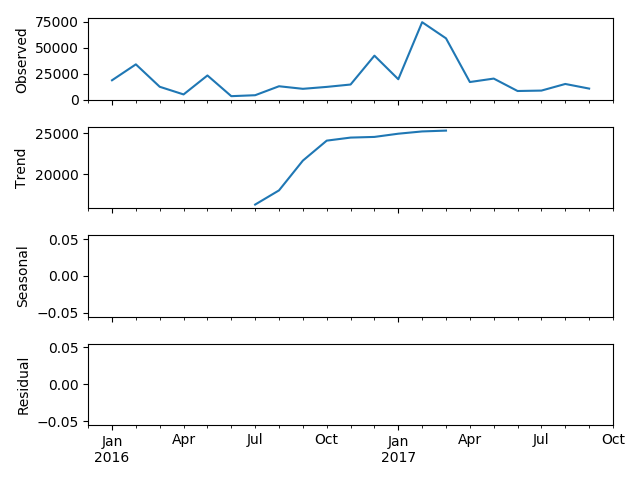 75000
50000
25000
0
Observed
25000
20000
Trend
0.05
0.00
−0.05
Seasonal
0.05
0.00
−0.05
Residual
Jan Apr Jul Oct Jan Apr Jul Oct
2016 2017